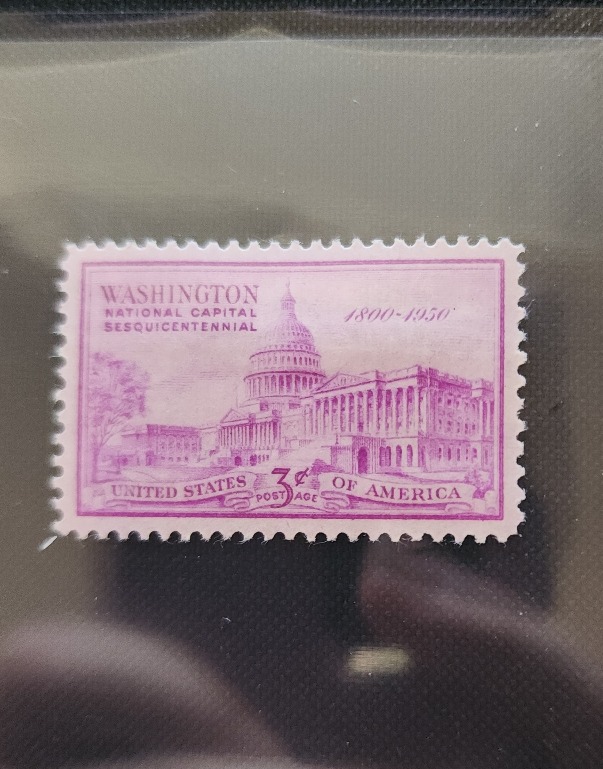 WASHINGTON
NATIONAL CAPITAL
SESQUICENTENNIAL
1800-1950
UNITED STATES 3¢ OF AMERICA
POSTAGE